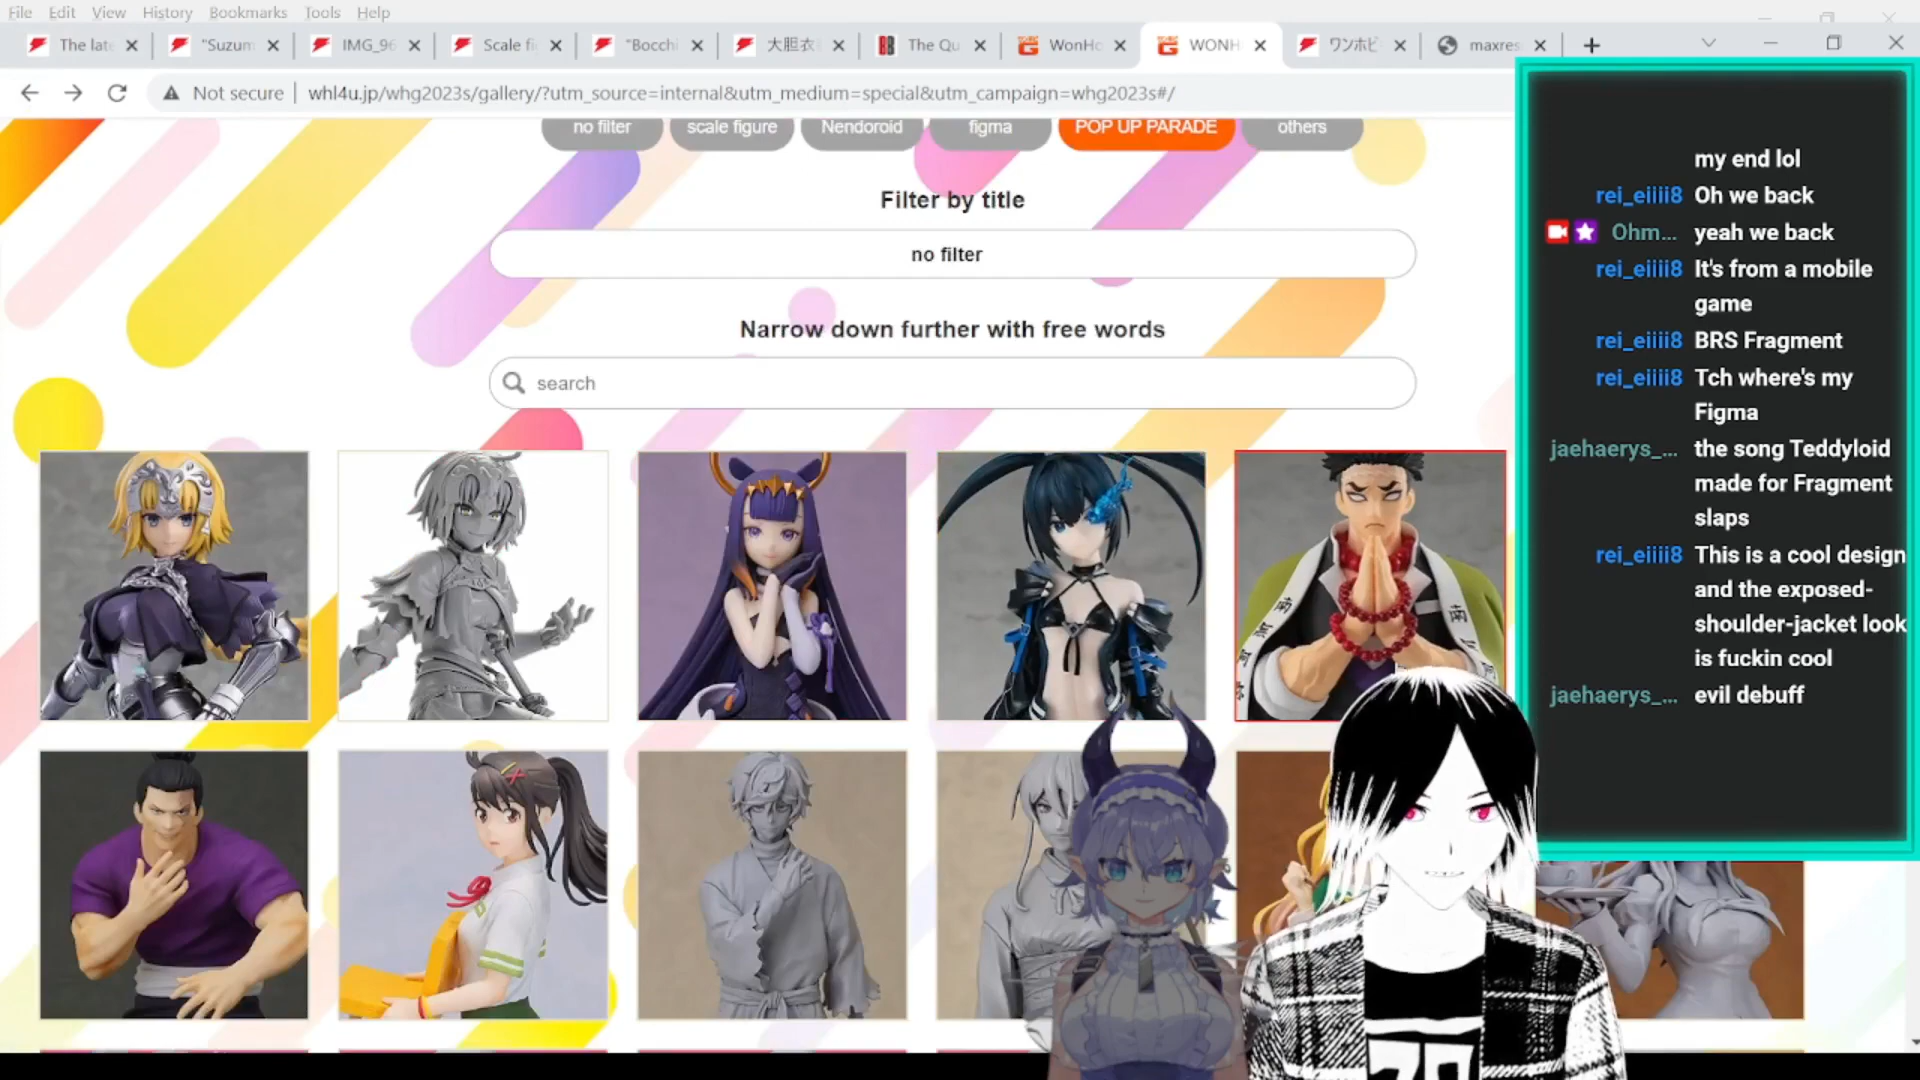 File Edit View History Bookmarks Tools Help
The late "Suzum IMG_96 Scale fi "Bocchi 大胆衣 The Qu WonHo WONH ワンホビ maxres
Not secure whl4u.jp/whg2023s/gallery/?utm_source=internal&utm_medium=special&utm_campaign=whg2023s#/
no filter scale figure Nendoroid figma POP UP PARADE others
Filter by title
no filter
Narrow down further with free words
search
my end lol
rei_eiiii8 Oh we back
Ohm... yeah we back
rei_eiiii8 It's from a mobile
game
rei_eiiii8 BRS Fragment
rei_eiiii8 Tch where's my
Figma
jaehaerys_... the song Teddyloid
made for Fragment
slaps
rei_eiiii8 This is a cool design
and the exposed-
shoulder-jacket look
is fuckin cool
jaehaerys_... evil debuff